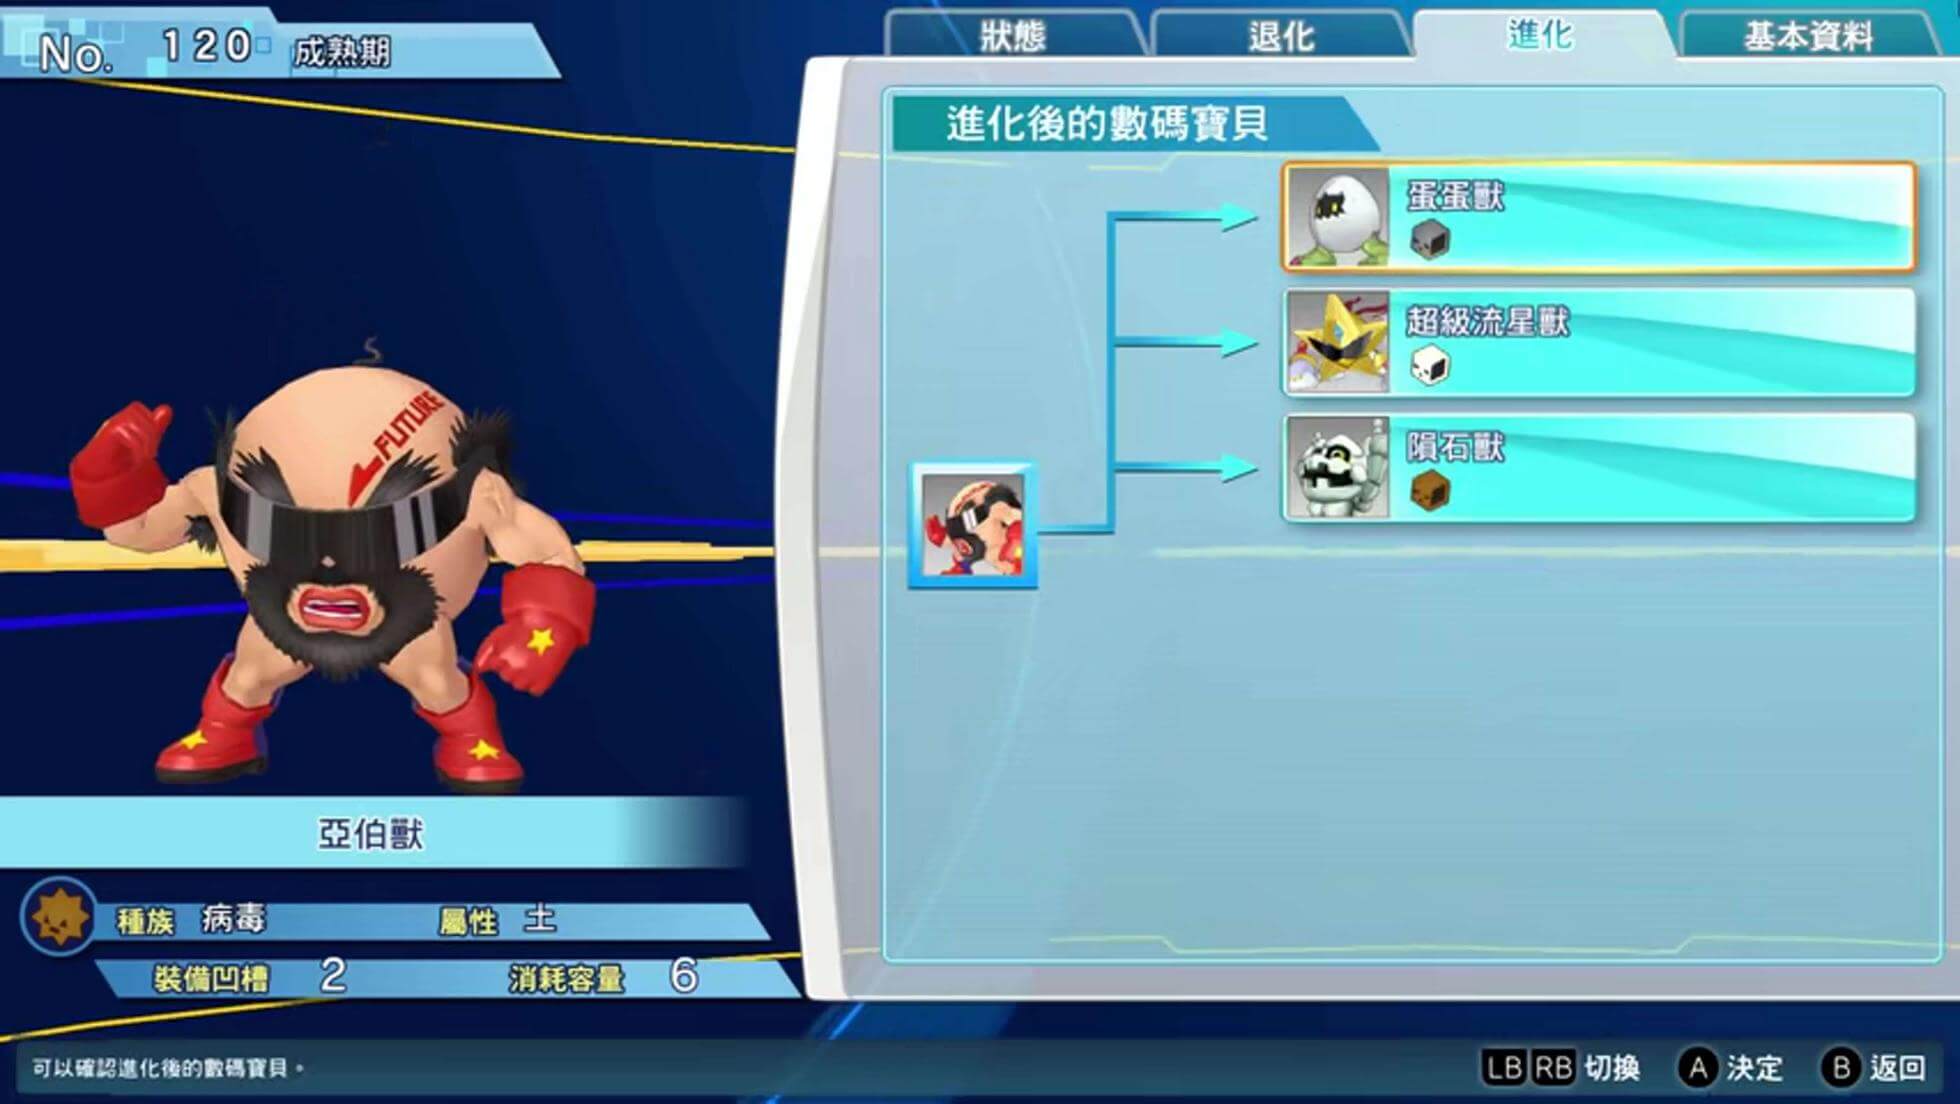 No. 120 成熟期
狀態 退化 進化 基本資料
進化後的數碼寶貝
蛋蛋獸
超級流星獸
隕石獸
FUTURE
亞伯獸
種族 病毒 屬性 土
裝備凹槽 2 消耗容量 6
可以確認進化後的數碼寶貝。
LB RB 切換 A 決定 B 返回